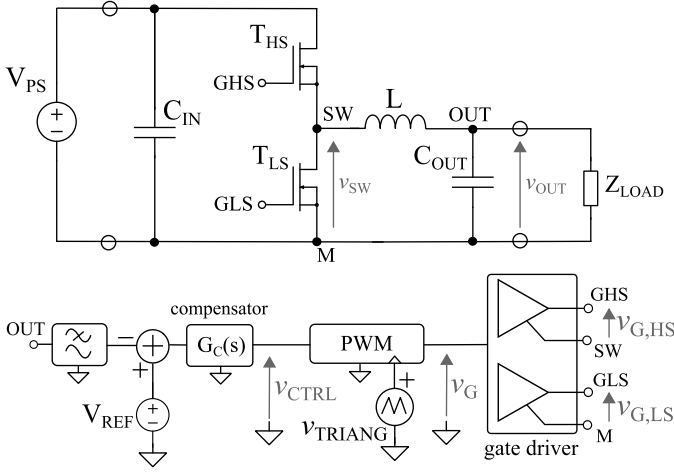 T_HS
V_PS
GHS
C_IN
SW
L
OUT
T_LS
v_SW
C_OUT
v_OUT
Z_LOAD
GLS
M
compensator
GHS
v_G,HS
OUT
G_C(s)
PWM
SW
v_CTRL
v_G
GLS
V_REF
v_TRIANG
v_G,LS
M
gate driver